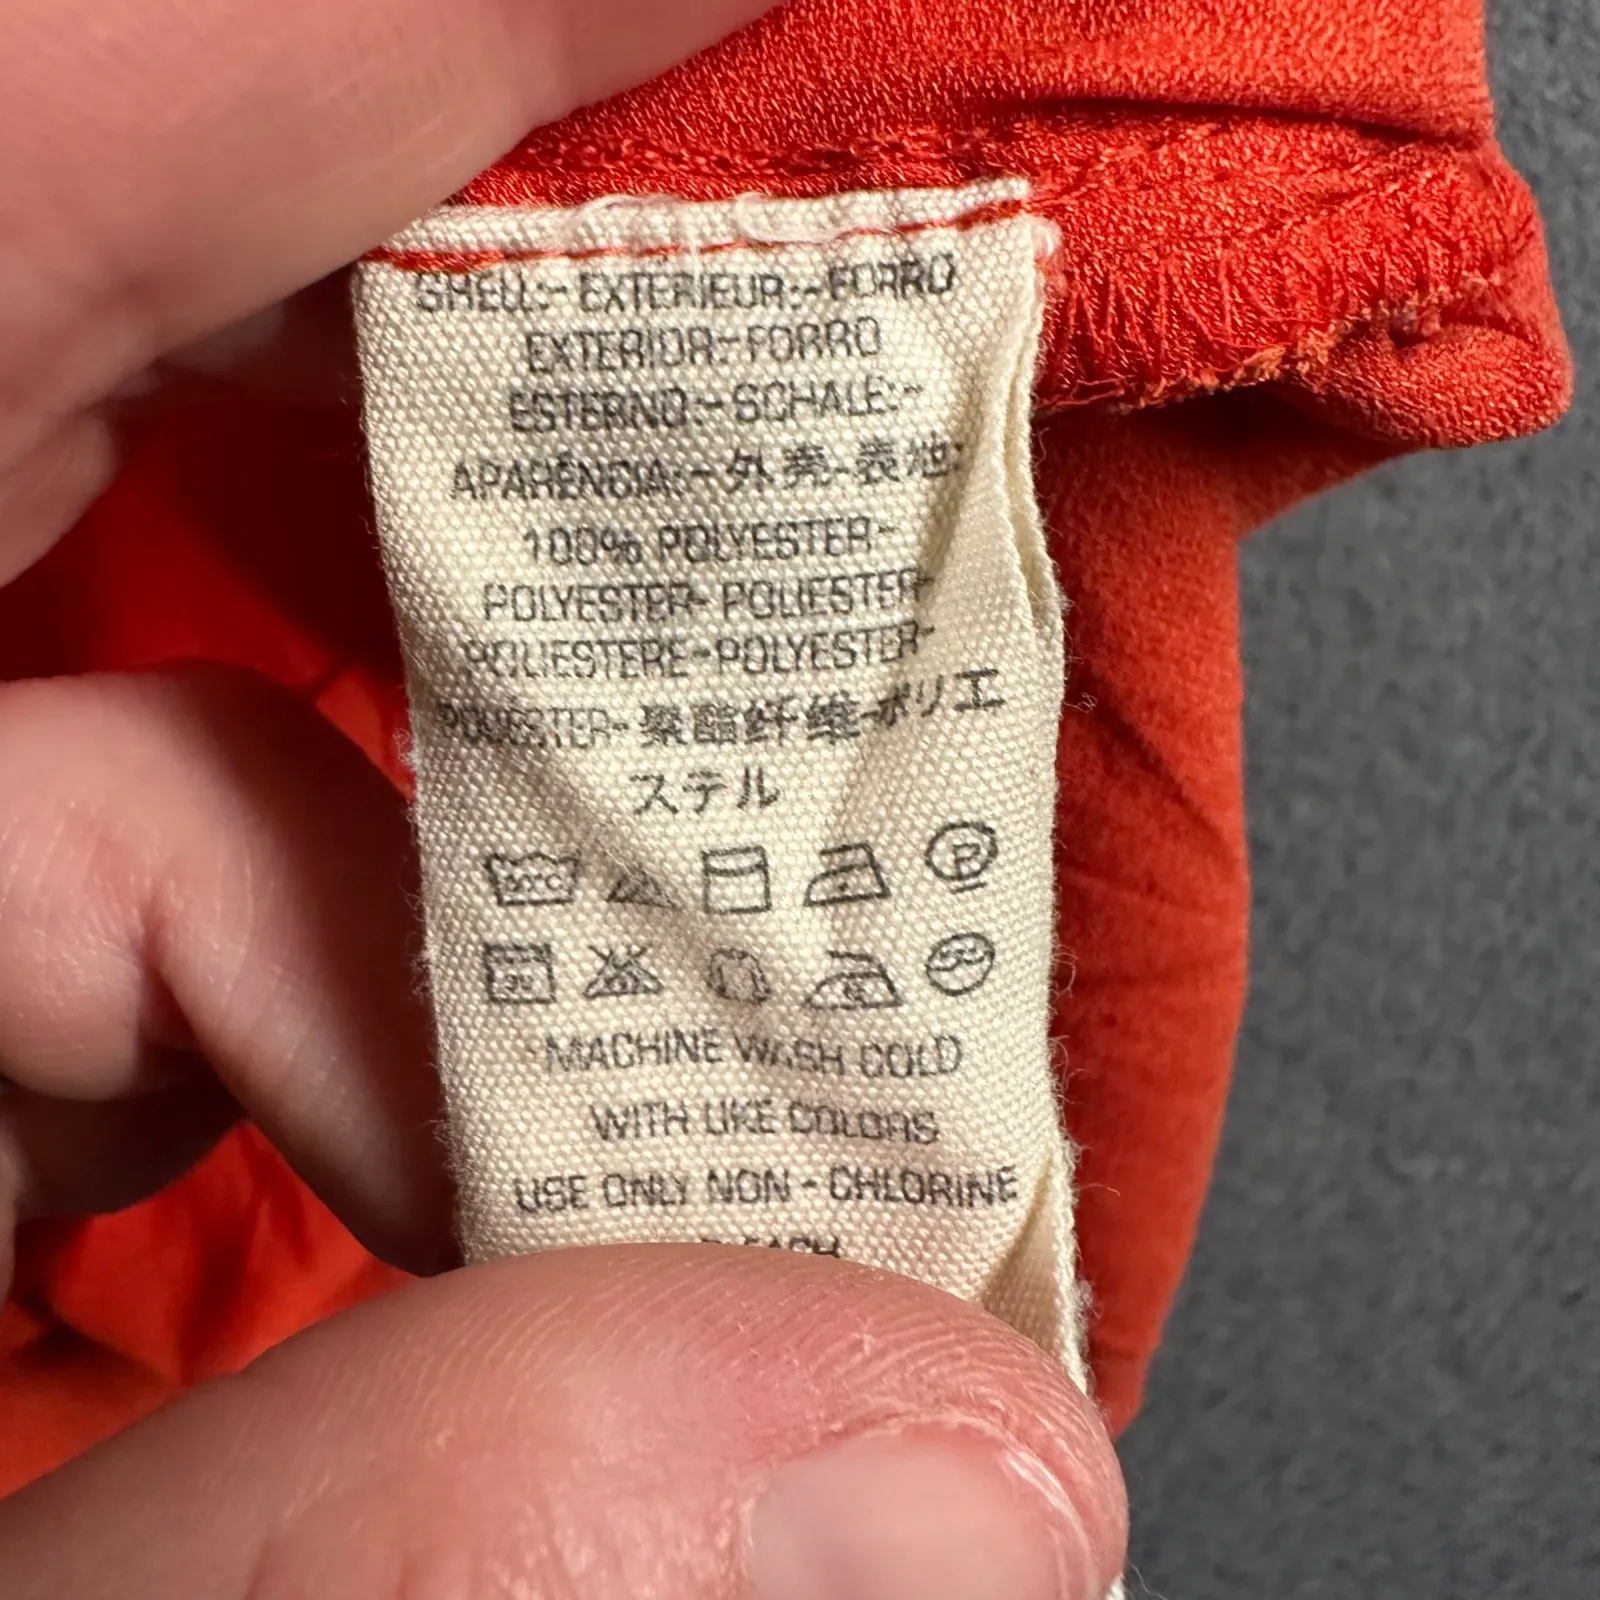 SHELL:- EXTERIEUR:- FORRO
EXTERIOR:- FORRO
ESTERNO:- SCHALE:-
APARÊNCIA:- 外壳-表地:
100% POLYESTER-
POLYESTER- POLIESTER-
POLIESTERE-POLYESTER-
POLIESTER- 聚酯纤维-ポリエ
ステル
30°C P
MACHINE WASH COLD
WITH LIKE COLORS
USE ONLY NON - CHLORINE
BLEACH